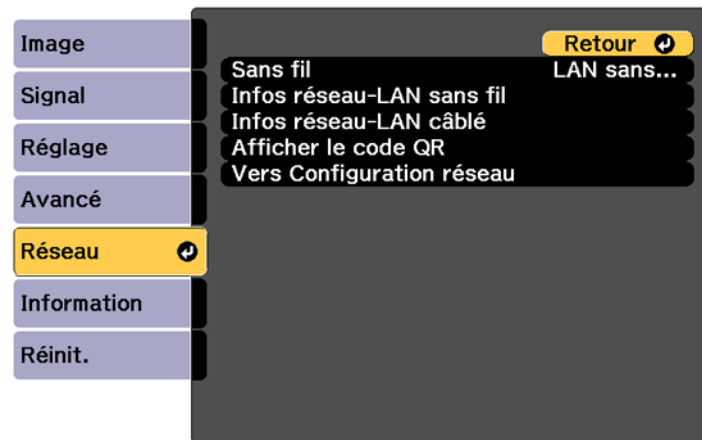 Image
Signal
Réglage
Avancé
Réseau
Information
Réinit.
Retour
Sans fil LAN sans...
Infos réseau-LAN sans fil
Infos réseau-LAN câblé
Afficher le code QR
Vers Configuration réseau